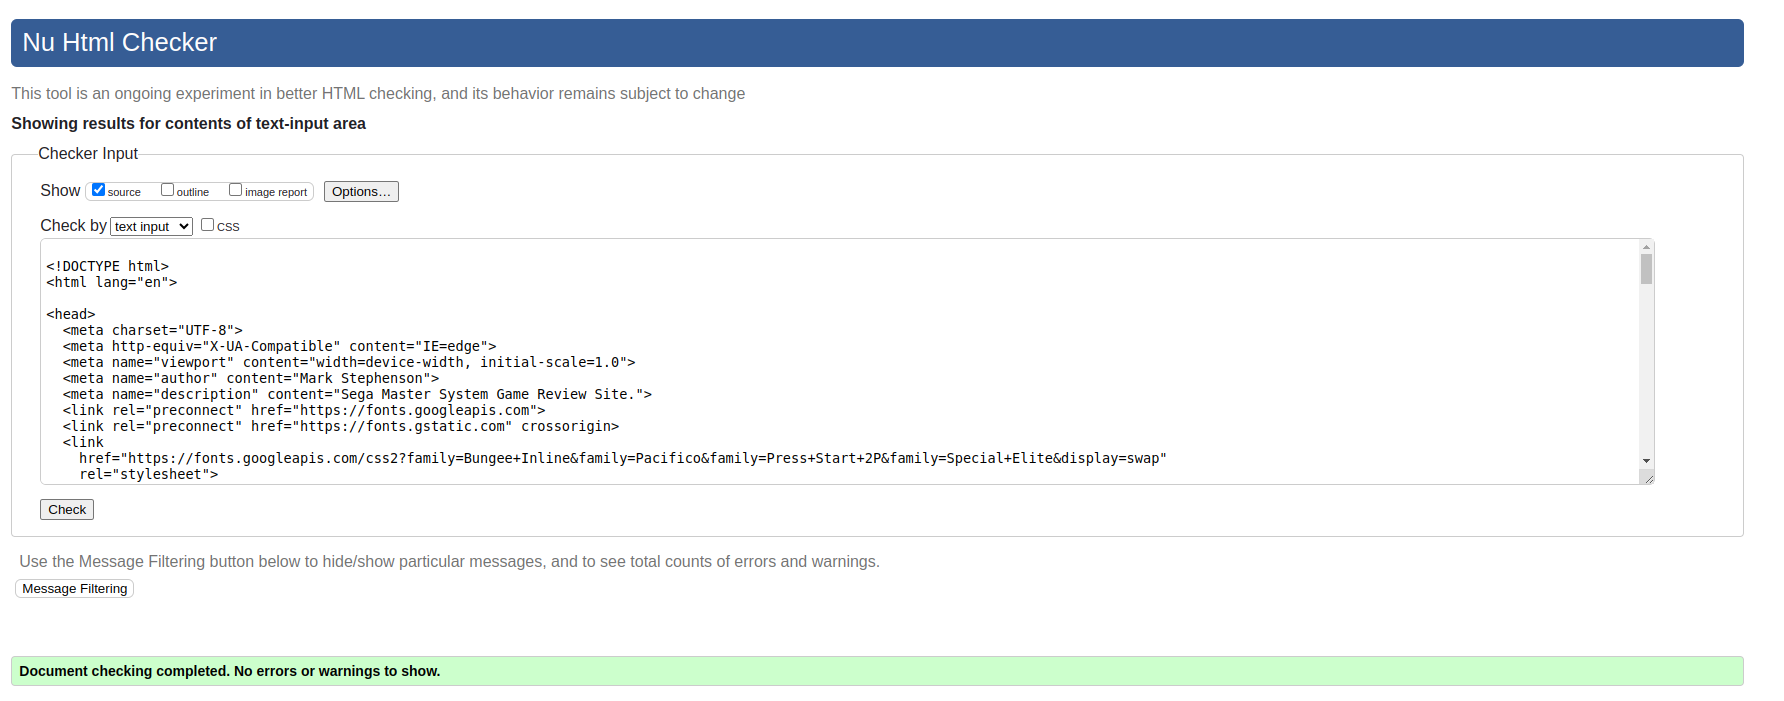 Nu Html Checker
This tool is an ongoing experiment in better HTML checking, and its behavior remains subject to change
Showing results for contents of text-input area
Checker Input
Show source outline image report Options...
Check by text input CSS
<!DOCTYPE html>
<html lang="en">
<head>
<meta charset="UTF-8">
<meta http-equiv="X-UA-Compatible" content="IE=edge">
<meta name="viewport" content="width=device-width, initial-scale=1.0">
<meta name="author" content="Mark Stephenson">
<meta name="description" content="Sega Master System Game Review Site.">
<link rel="preconnect" href="https://fonts.googleapis.com">
<link rel="preconnect" href="https://fonts.gstatic.com" crossorigin>
<link
href="https://fonts.googleapis.com/css2?family=Bungee+Inline&family=Pacifico&family=Press+Start+2P&family=Special+Elite&display=swap"
rel="stylesheet">
Check
Use the Message Filtering button below to hide/show particular messages, and to see total counts of errors and warnings.
Message Filtering
Document checking completed. No errors or warnings to show.